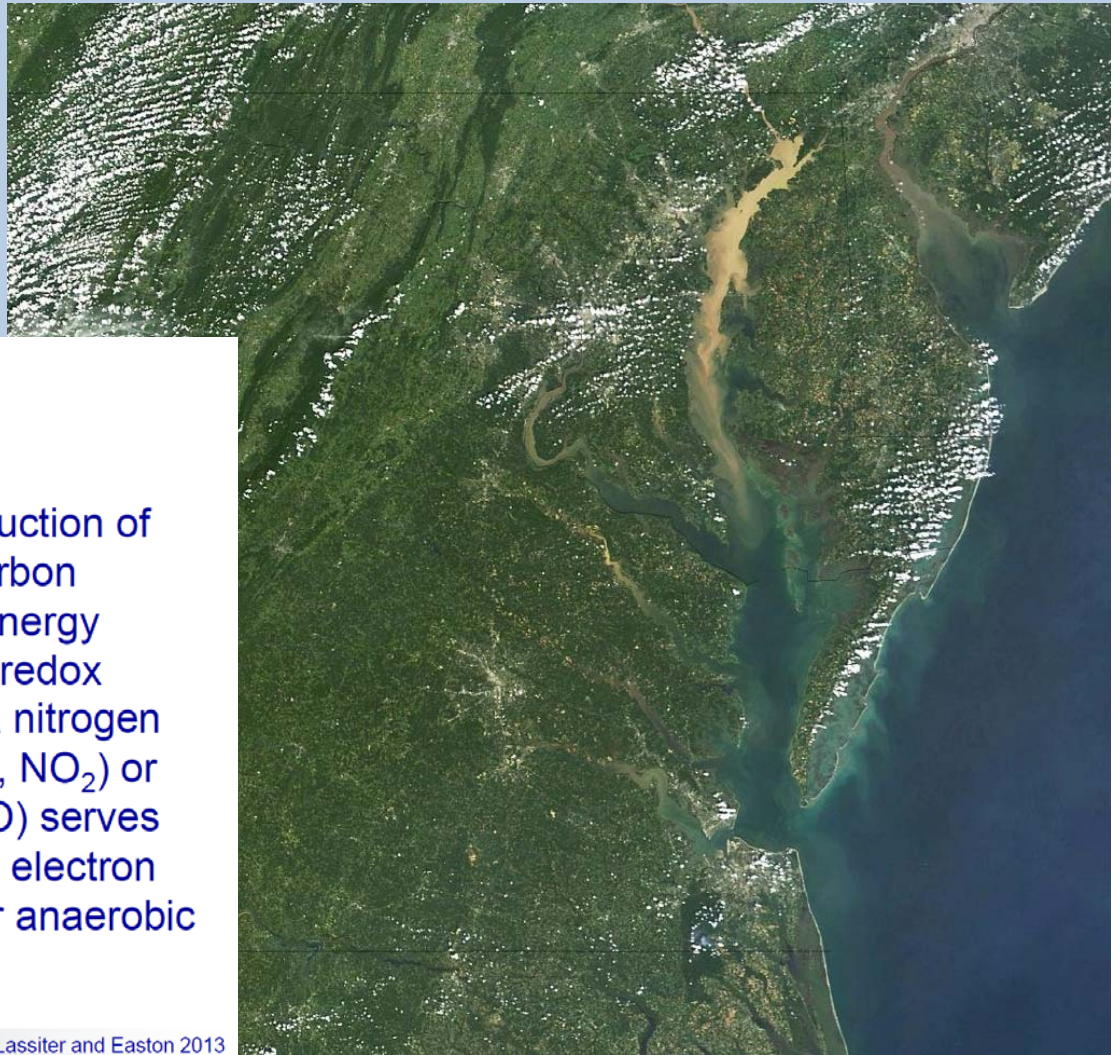 uction of
rbon
nergy
redox
nitrogen
, NO₂) or
O) serves
electron
r anaerobic
Lassiter and Easton 2013